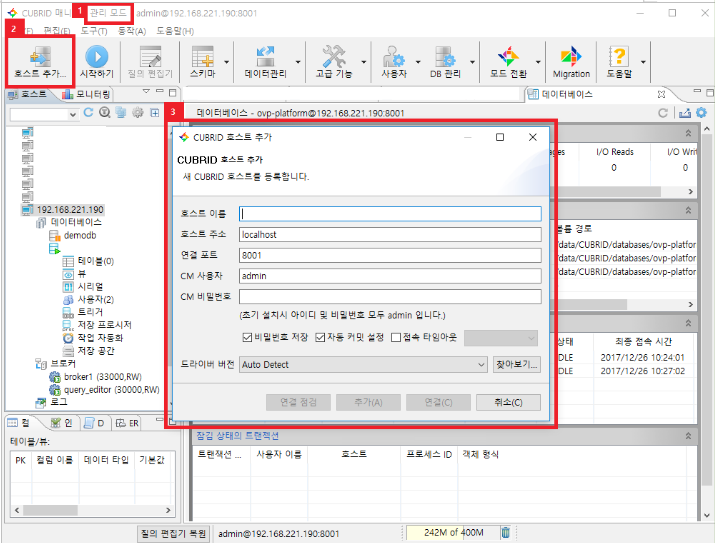 CUBRID 매니 1 관리 모드 admin@192.168.221.190:8001
2 편집(E) 도구(T) 동작(A) 도움말(H)
호스트 추가... 시작하기 질의 편집기 스키마 데이터관리 고급 기능 사용자 DB 관리 모드 전환 Migration 도움말
호스트 모니터링 데이터베이스
3 데이터베이스 - ovp-platform@192.168.221.190:8001
CUBRID 호스트 추가
CUBRID 호스트 추가
새 CUBRID 호스트를 등록합니다.
호스트 이름
호스트 주소 localhost
연결 포트 8001
CM 사용자 admin
CM 비밀번호
(초기 설치시 아이디 및 비밀번호 모두 admin 입니다.)
비밀번호 저장 자동 커밋 설정 접속 타임아웃
드라이버 버전 Auto Detect 찾아보기...
연결 점검 추가(A) 연결(C) 취소(C)
192.168.221.190
데이터베이스
demodb
테이블(0)
뷰
시리얼
사용자(2)
트리거
저장 프로시저
작업 자동화
저장 공간
브로커
broker1 (33000,RW)
query_editor (30000,RW)
로그
ages I/O Reads I/O Writ
0 0
볼륨 경로
/data/CUBRID/databases/ovp-platfor
/data/CUBRID/databases/ovp-platfor
/data/CUBRID/databases/ovp-platfor
상태 최종 접속 시간
DLE 2017/12/26 10:24:01
DLE 2017/12/26 10:27:02
컬 인 D ER
테이블/뷰:
PK 컬럼 이름 데이터 타입 기본값
잠김 상태의 트랜잭션
트랜잭션 ... 사용자 이름 호스트 프로세스 ID 객체 형식
질의 편집기 복원 admin@192.168.221.190:8001 242M of 400M